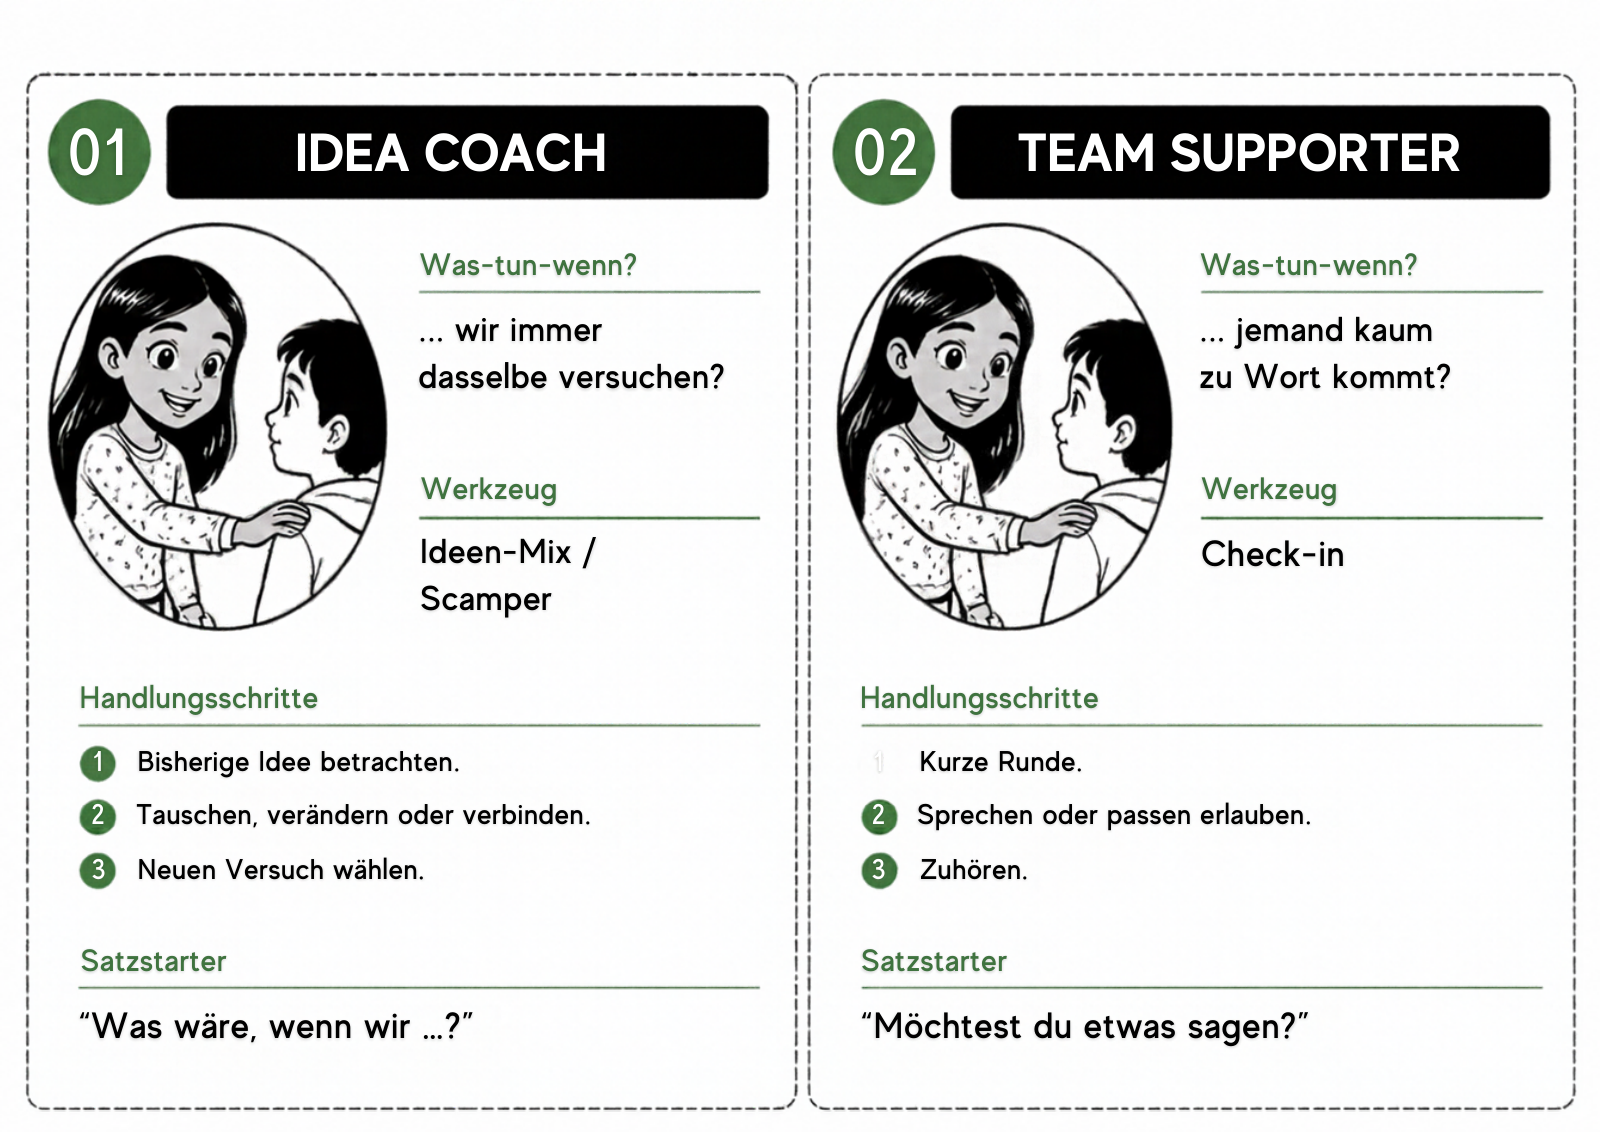 01 IDEA COACH
Was-tun-wenn?
... wir immer
dasselbe versuchen?
Werkzeug
Ideen-Mix /
Scamper
Handlungsschritte
1 Bisherige Idee betrachten.
2 Tauschen, verändern oder verbinden.
3 Neuen Versuch wählen.
Satzstarter
“Was wäre, wenn wir ...?”
02 TEAM SUPPORTER
Was-tun-wenn?
... jemand kaum
zu Wort kommt?
Werkzeug
Check-in
Handlungsschritte
1 Kurze Runde.
2 Sprechen oder passen erlauben.
3 Zuhören.
Satzstarter
“Möchtest du etwas sagen?”